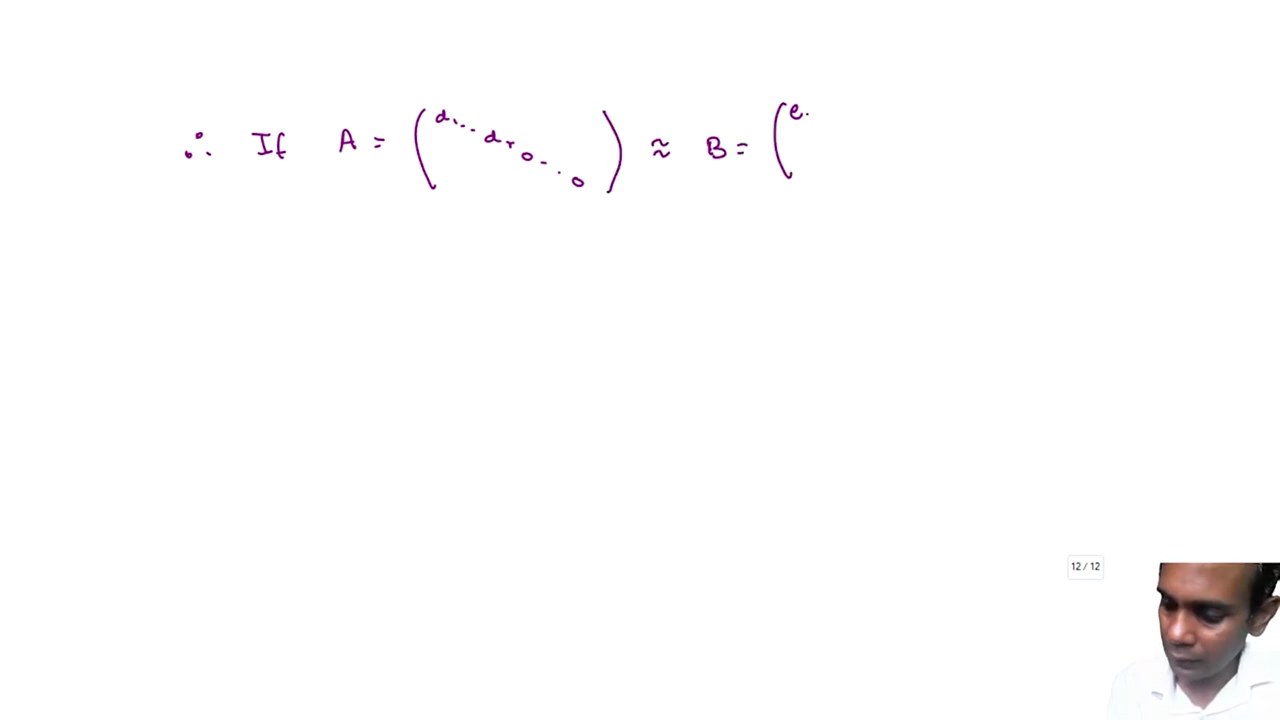 ∴ If A = ( d₁ ... dᵣ 0 - . . 0 ) ≈ B = ( e.
12 / 12